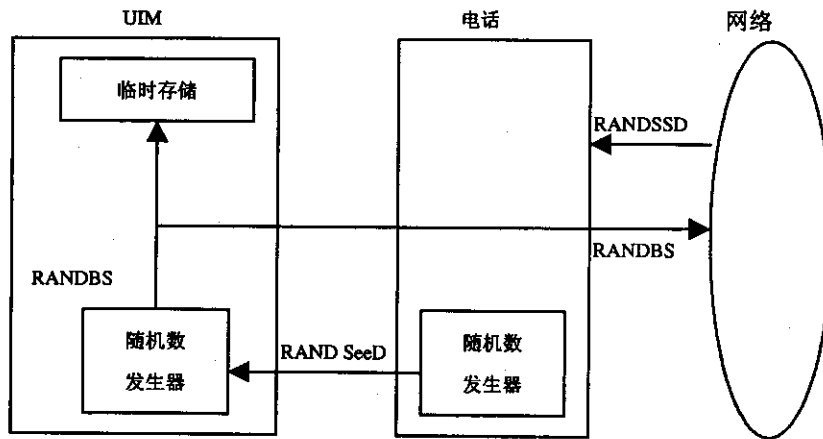 UIM
电话
网络
临时存储
RANDSSD
RANDBS
RANDBS
随机数
发生器
RAND SeeD
随机数
发生器